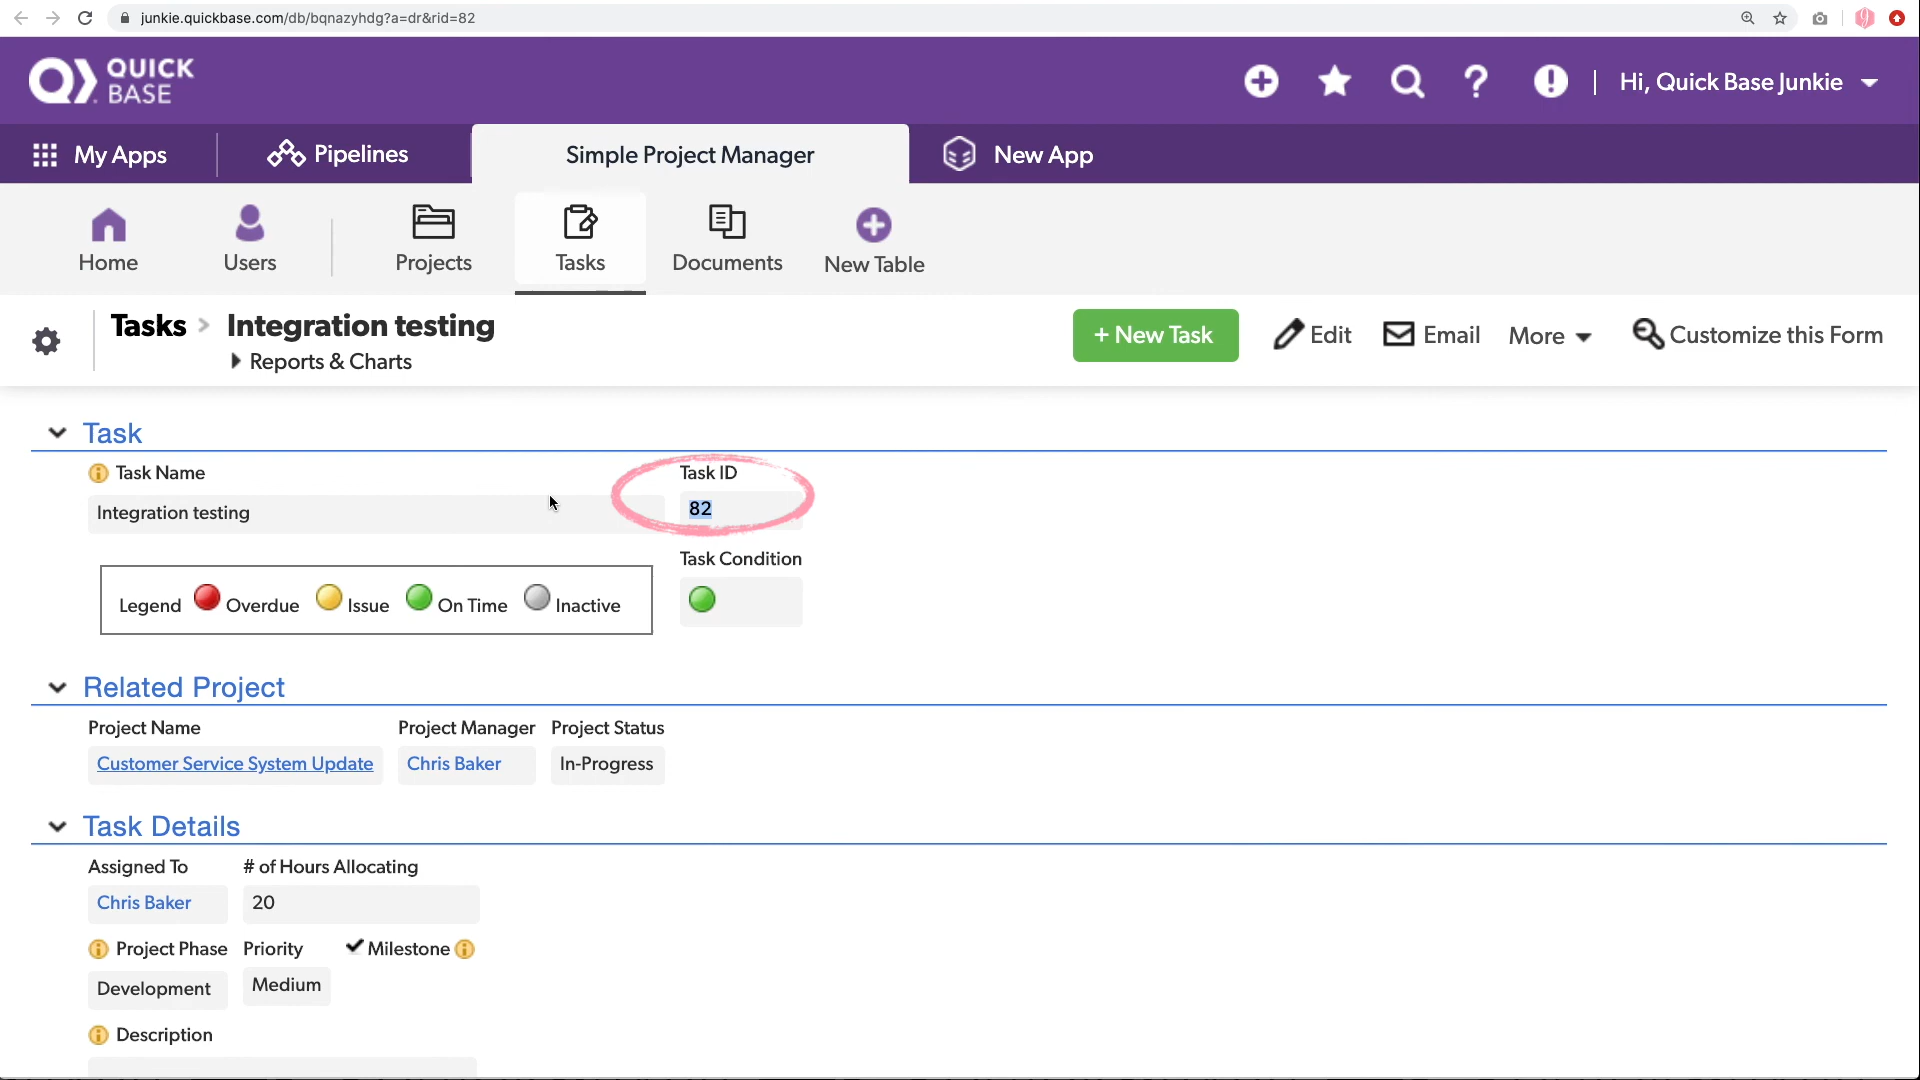 junkie.quickbase.com/db/bqnazyhdg?a=dr&rid=82
QUICK
BASE
Hi, Quick Base Junkie
My Apps
Pipelines
Simple Project Manager
New App
Home
Users
Projects
Tasks
Documents
New Table
Tasks > Integration testing
Reports & Charts
+ New Task
Edit
Email
More
Customize this Form
Task
Task Name
Task ID
Integration testing
82
Task Condition
Legend Overdue Issue On Time Inactive
Related Project
Project Name Project Manager Project Status
Customer Service System Update Chris Baker In-Progress
Task Details
Assigned To # of Hours Allocating
Chris Baker 20
Project Phase Priority Milestone
Development Medium
Description